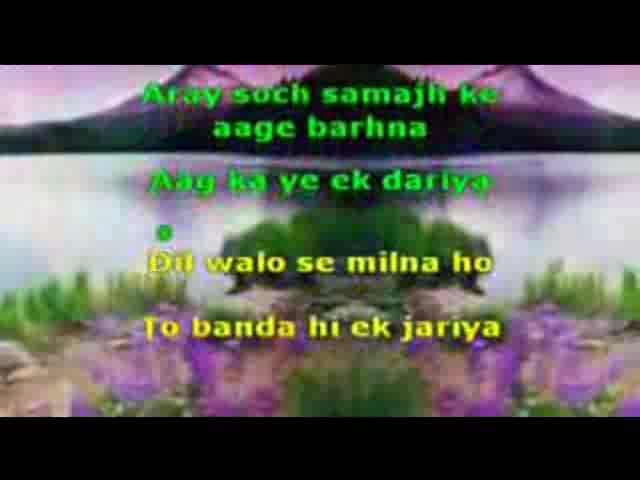 Aray soch samajh ke
aage barhna
Aag ka ye ek dariya
Dil walo se milna ho
To banda hi ek jariya